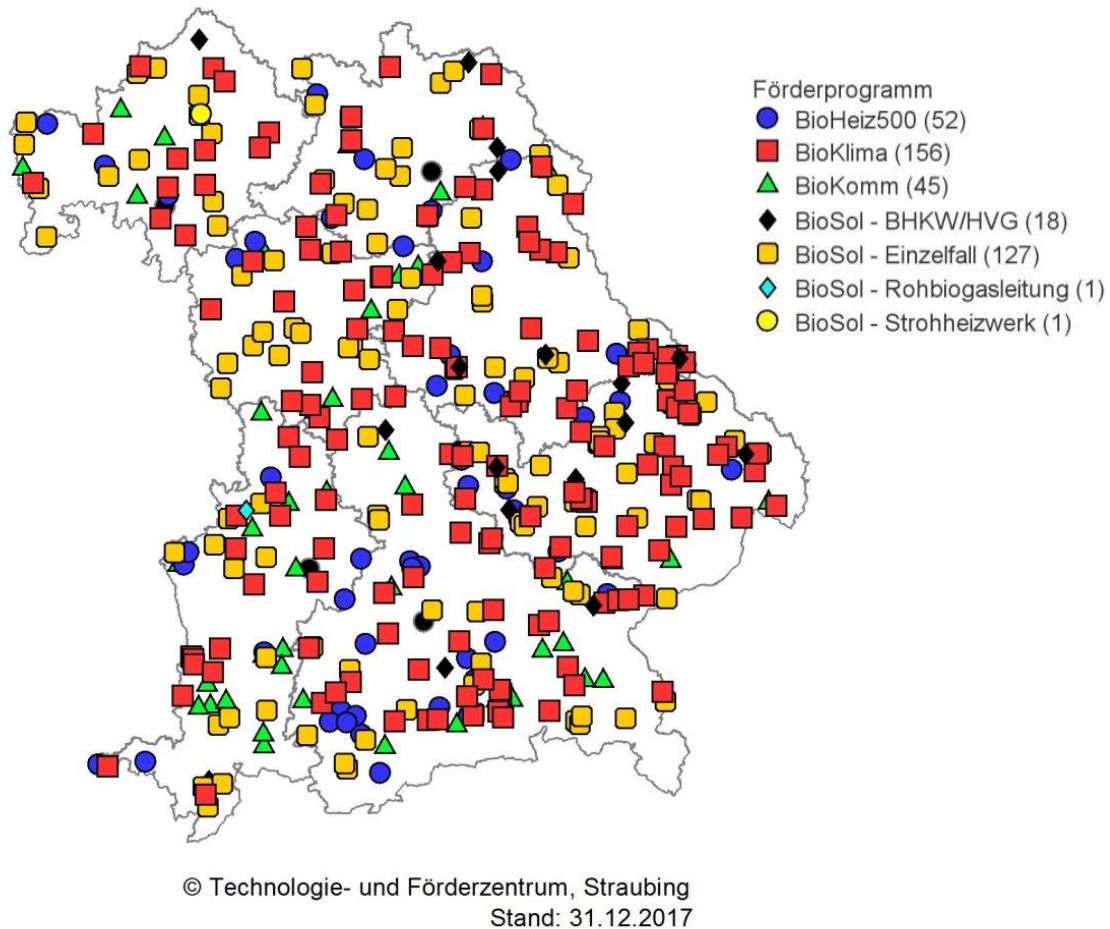 Förderprogramm
BioHeiz500 (52)
BioKlima (156)
BioKomm (45)
BioSol - BHKW/HVG (18)
BioSol - Einzelfall (127)
BioSol - Rohbiogasleitung (1)
BioSol - Strohheizwerk (1)
© Technologie- und Förderzentrum, Straubing
Stand: 31.12.2017